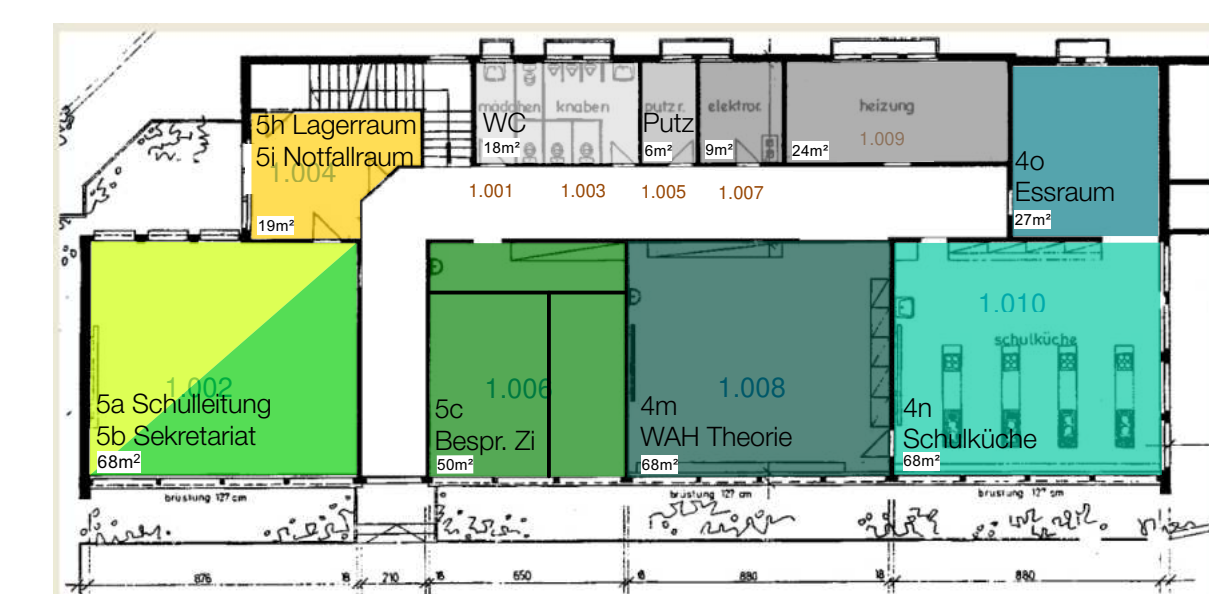 mädchen knaben
putzr.
elektror.
heizung
5h Lagerraum
5i Notfallraum
1.004
19m²
WC
18m²
Putz
6m²
9m²
24m²
1.009
4o
Essraum
27m²
1.001
1.003
1.005
1.007
1.002
5a Schulleitung
5b Sekretariat
68m²
1.006
5c
Bespr. Zi
50m²
1.008
4m
WAH Theorie
68m²
1.010
schulküche
4n
Schulküche
68m²
brüstung 127 cm
brüstung 127 cm
brüstung 127 cm
876
18
210
18
650
18
880
18
880